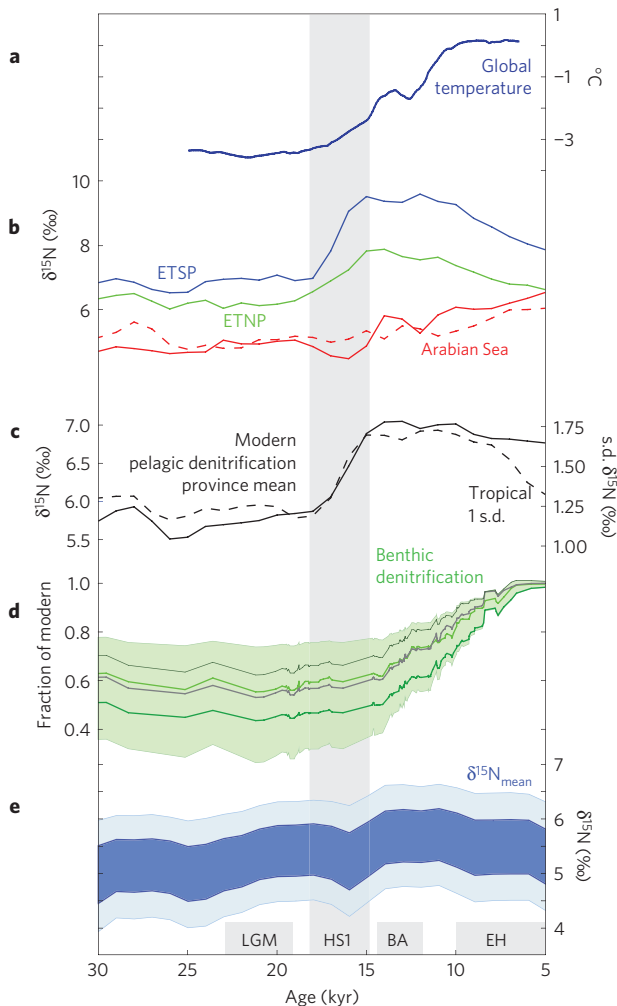 a
1
−1
−3
°C
Global
temperature
b
10
8
6
δ15N (‰)
ETSP
ETNP
Arabian Sea
c
7.0
6.5
6.0
5.5
δ15N (‰)
Modern
pelagic denitrification
province mean
Tropical
1 s.d.
1.75
1.50
1.25
1.00
s.d. δ15N (‰)
d
1.0
0.8
0.6
0.4
Fraction of modern
Benthic
denitrification
e
δ15Nmean
7
6
5
4
δ15N (‰)
LGM
HS1
BA
EH
30
25
20
15
10
5
Age (kyr)